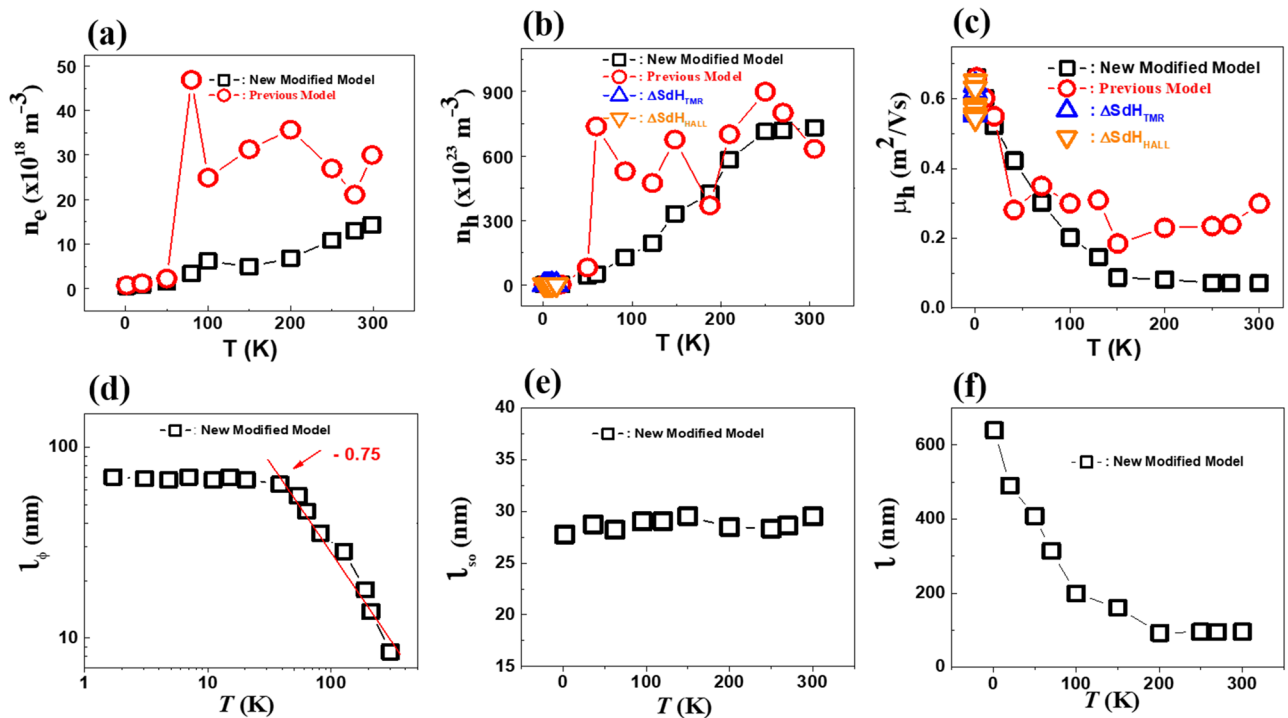 (a)
50
40
30
20
10
0
n_e (x10^18 m^−3)
: New Modified Model
: Previous Model
0 100 200 300
T (K)
(b)
900
600
300
0
n_h (x10^23 m^−3)
: New Modified Model
: Previous Model
: ΔSdH_TMR
: ΔSdH_HALL
0 100 200 300
T (K)
(c)
0.6
0.4
0.2
0.0
μ_h (m^2/Vs)
: New Modified Model
: Previous Model
: ΔSdH_TMR
: ΔSdH_HALL
0 100 200 300
T (K)
(d)
100
10
l_ϕ (nm)
: New Modified Model
- 0.75
1 10 100
T (K)
(e)
40
35
30
25
20
15
l_so (nm)
: New Modified Model
0 100 200 300
T (K)
(f)
600
400
200
0
l (nm)
: New Modified Model
0 100 200 300
T (K)